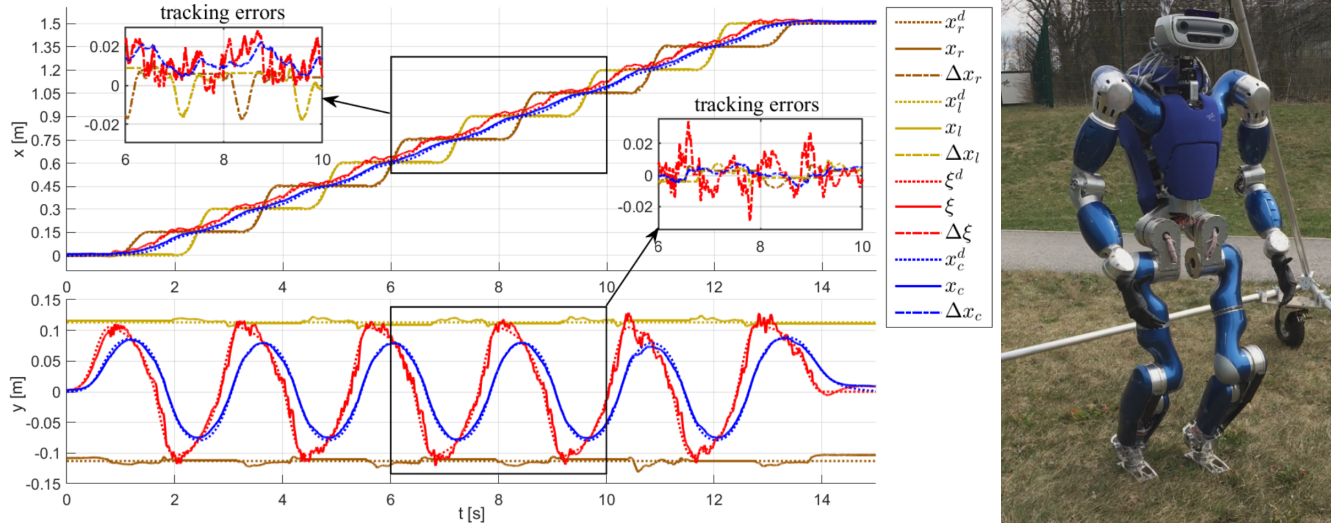 tracking errors
0.02
0
-0.02
6
8
10
x [m]
1.5
1.35
1.2
1.05
0.9
0.75
0.6
0.45
0.3
0.15
0
0
2
4
6
8
10
12
14
tracking errors
0.02
0
-0.02
6
8
10
y [m]
0.15
0.1
0.05
0
-0.05
-0.1
-0.15
0
2
4
6
8
10
12
14
t [s]
x_r^d
x_r
Δx_r
x_l^d
x_l
Δx_l
ξ^d
ξ
Δξ
x_c^d
x_c
Δx_c